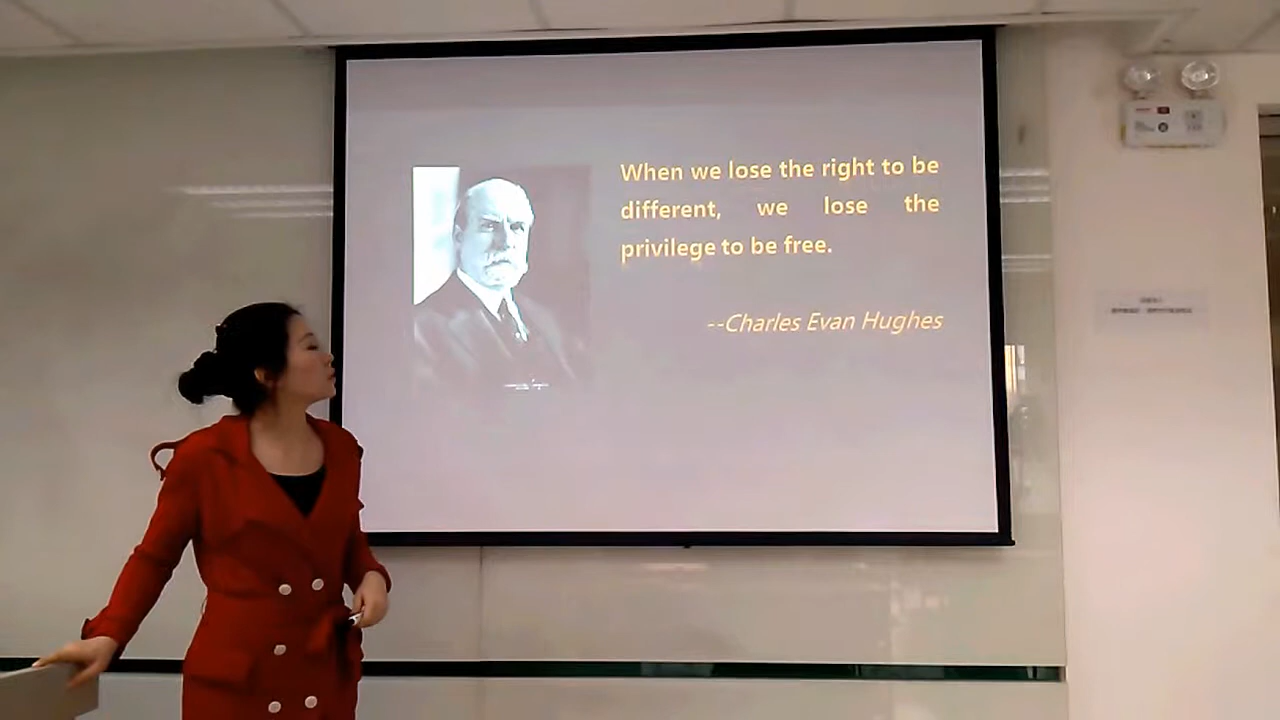 When we lose the right to be
different, we lose the
privilege to be free.
--Charles Evan Hughes